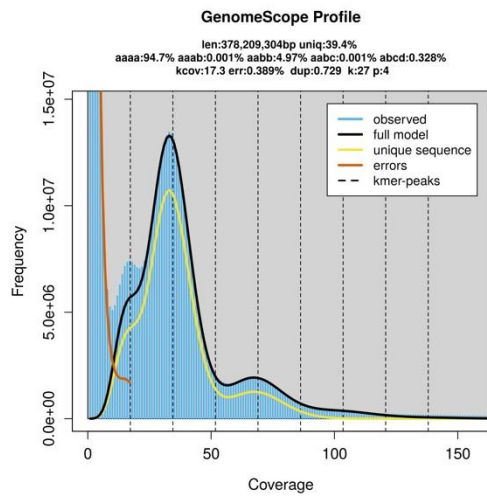 GenomeScope Profile
len:378,209,304bp uniq:39.4%
aaaa:94.7% aaab:0.001% aabb:4.97% aabc:0.001% abcd:0.328%
kcov:17.3 err:0.389% dup:0.729 k:27 p:4
1.5e+07
1.0e+07
5.0e+06
0.0e+00
Frequency
observed
full model
unique sequence
errors
kmer-peaks
0 50 100 150
Coverage